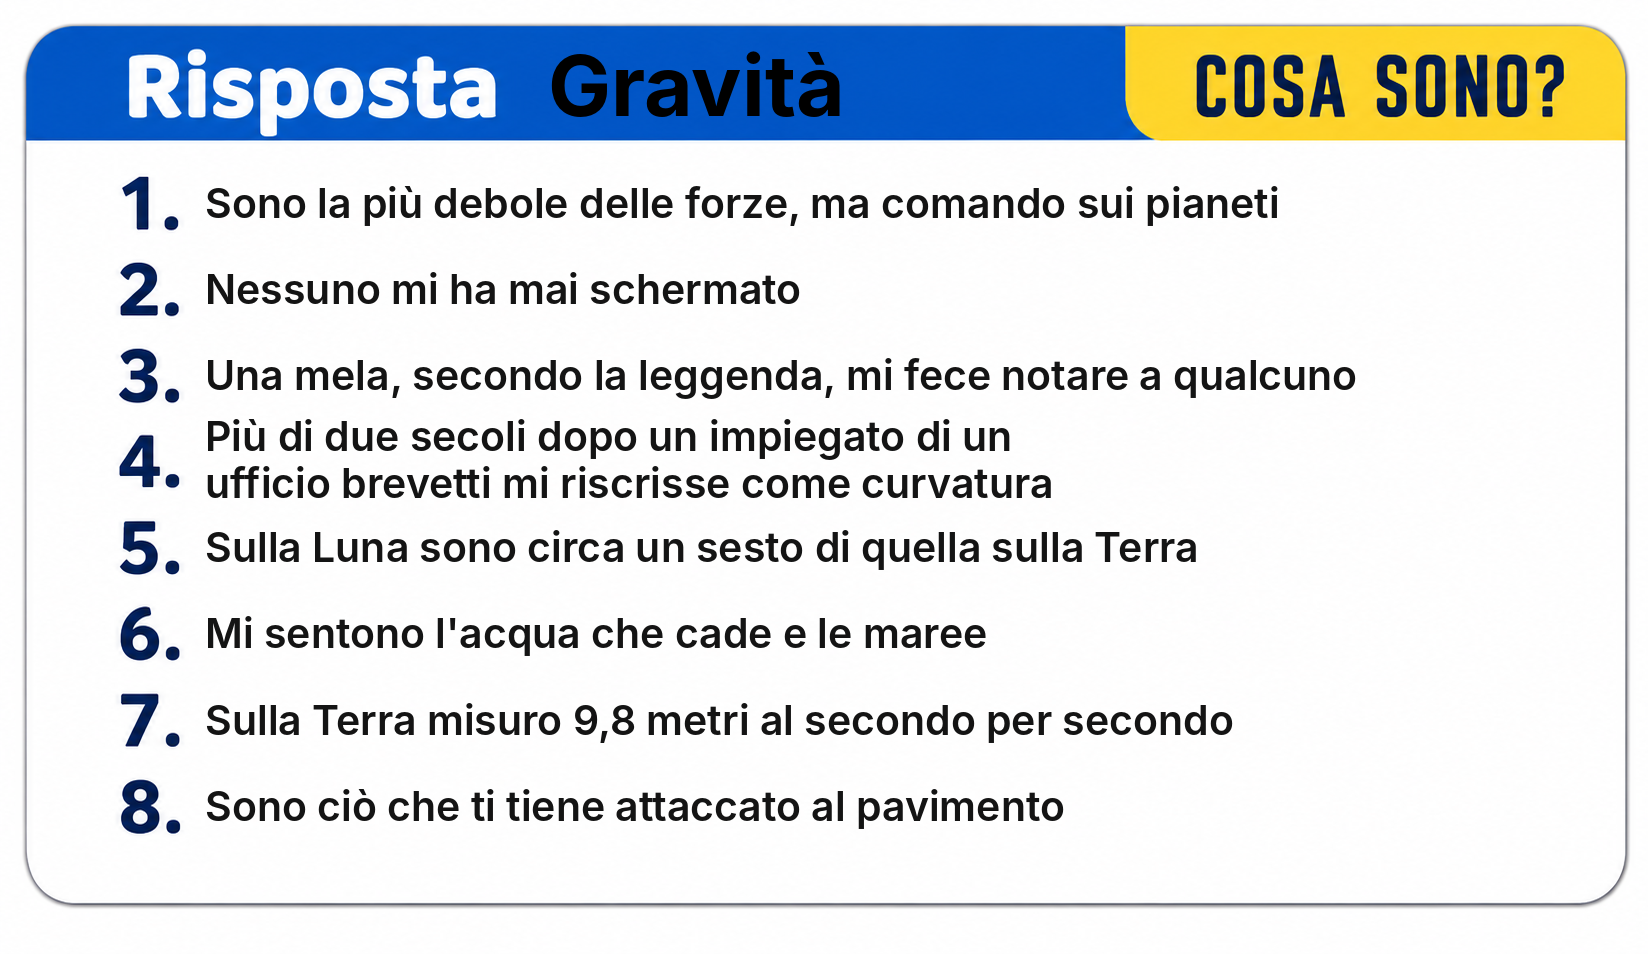 Risposta Gravità COSA SONO?
1. Sono la più debole delle forze, ma comando sui pianeti
2. Nessuno mi ha mai schermato
3. Una mela, secondo la leggenda, mi fece notare a qualcuno
4. Più di due secoli dopo un impiegato di un
ufficio brevetti mi riscrisse come curvatura
5. Sulla Luna sono circa un sesto di quella sulla Terra
6. Mi sentono l'acqua che cade e le maree
7. Sulla Terra misuro 9,8 metri al secondo per secondo
8. Sono ciò che ti tiene attaccato al pavimento